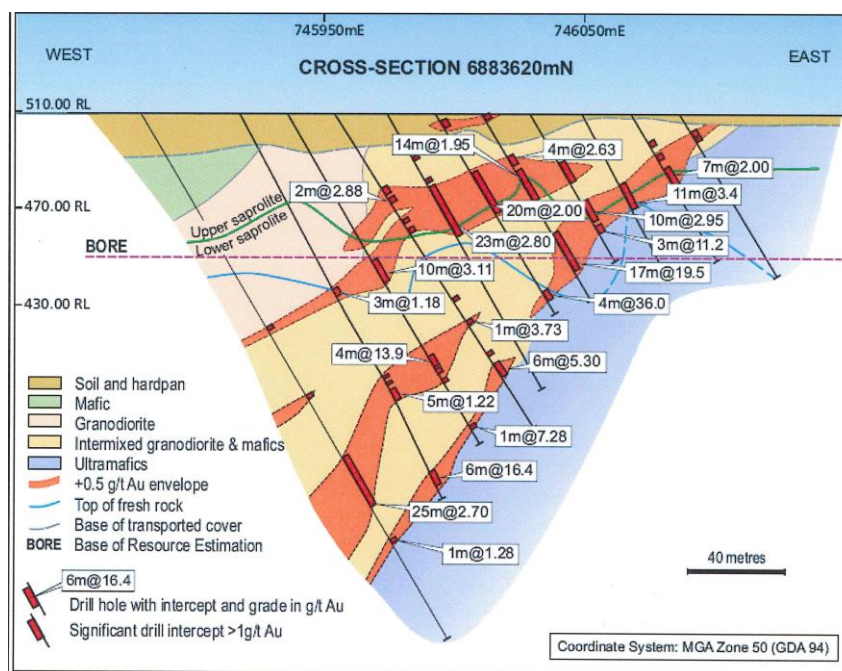 745950mE
746050mE
WEST
EAST
CROSS-SECTION 6883620mN
510.00 RL
14m@1.95
4m@2.63
7m@2.00
2m@2.88
11m@3.4
470.00 RL
20m@2.00
10m@2.95
Upper saprolite
Lower saprolite
23m@2.80
3m@11.2
BORE
10m@3.11
17m@19.5
3m@1.18
4m@36.0
430.00 RL
1m@3.73
4m@13.9
6m@5.30
5m@1.22
1m@7.28
6m@16.4
25m@2.70
1m@1.28
Soil and hardpan
Mafic
Granodiorite
Intermixed granodiorite & mafics
Ultramafics
+0.5 g/t Au envelope
Top of fresh rock
Base of transported cover
BORE Base of Resource Estimation
6m@16.4
Drill hole with intercept and grade in g/t Au
Significant drill intercept >1g/t Au
40 metres
Coordinate System: MGA Zone 50 (GDA 94)